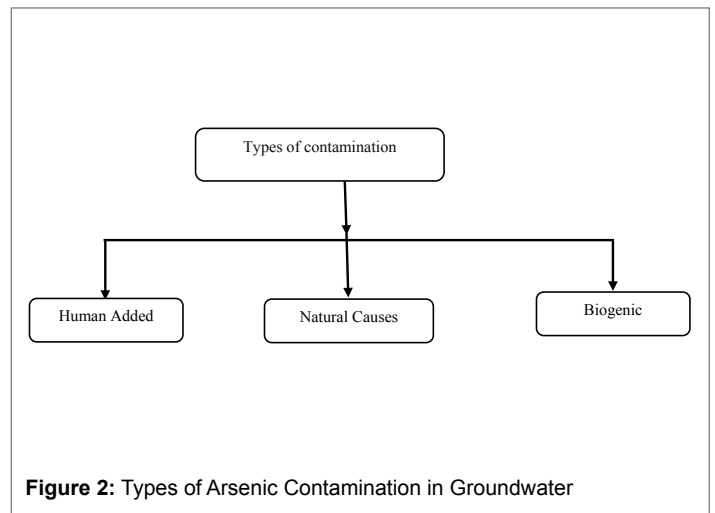 Types of contamination
Human Added
Natural Causes
Biogenic
Figure 2: Types of Arsenic Contamination in Groundwater